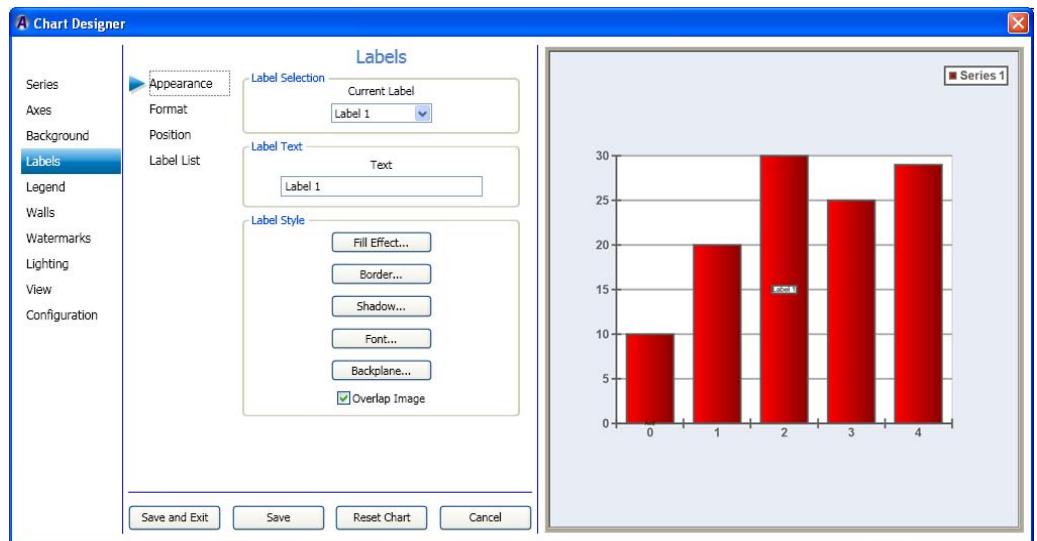 Chart Designer
Series
Axes
Background
Labels
Legend
Walls
Watermarks
Lighting
View
Configuration
Appearance
Format
Position
Label List
Labels
Label Selection
Current Label
Label 1
Label Text
Text
Label 1
Label Style
Fill Effect...
Border...
Shadow...
Font...
Backplane...
Overlap Image
Save and Exit
Save
Reset Chart
Cancel
Series 1
30
25
20
15
10
5
0
Label 1
0 1 2 3 4